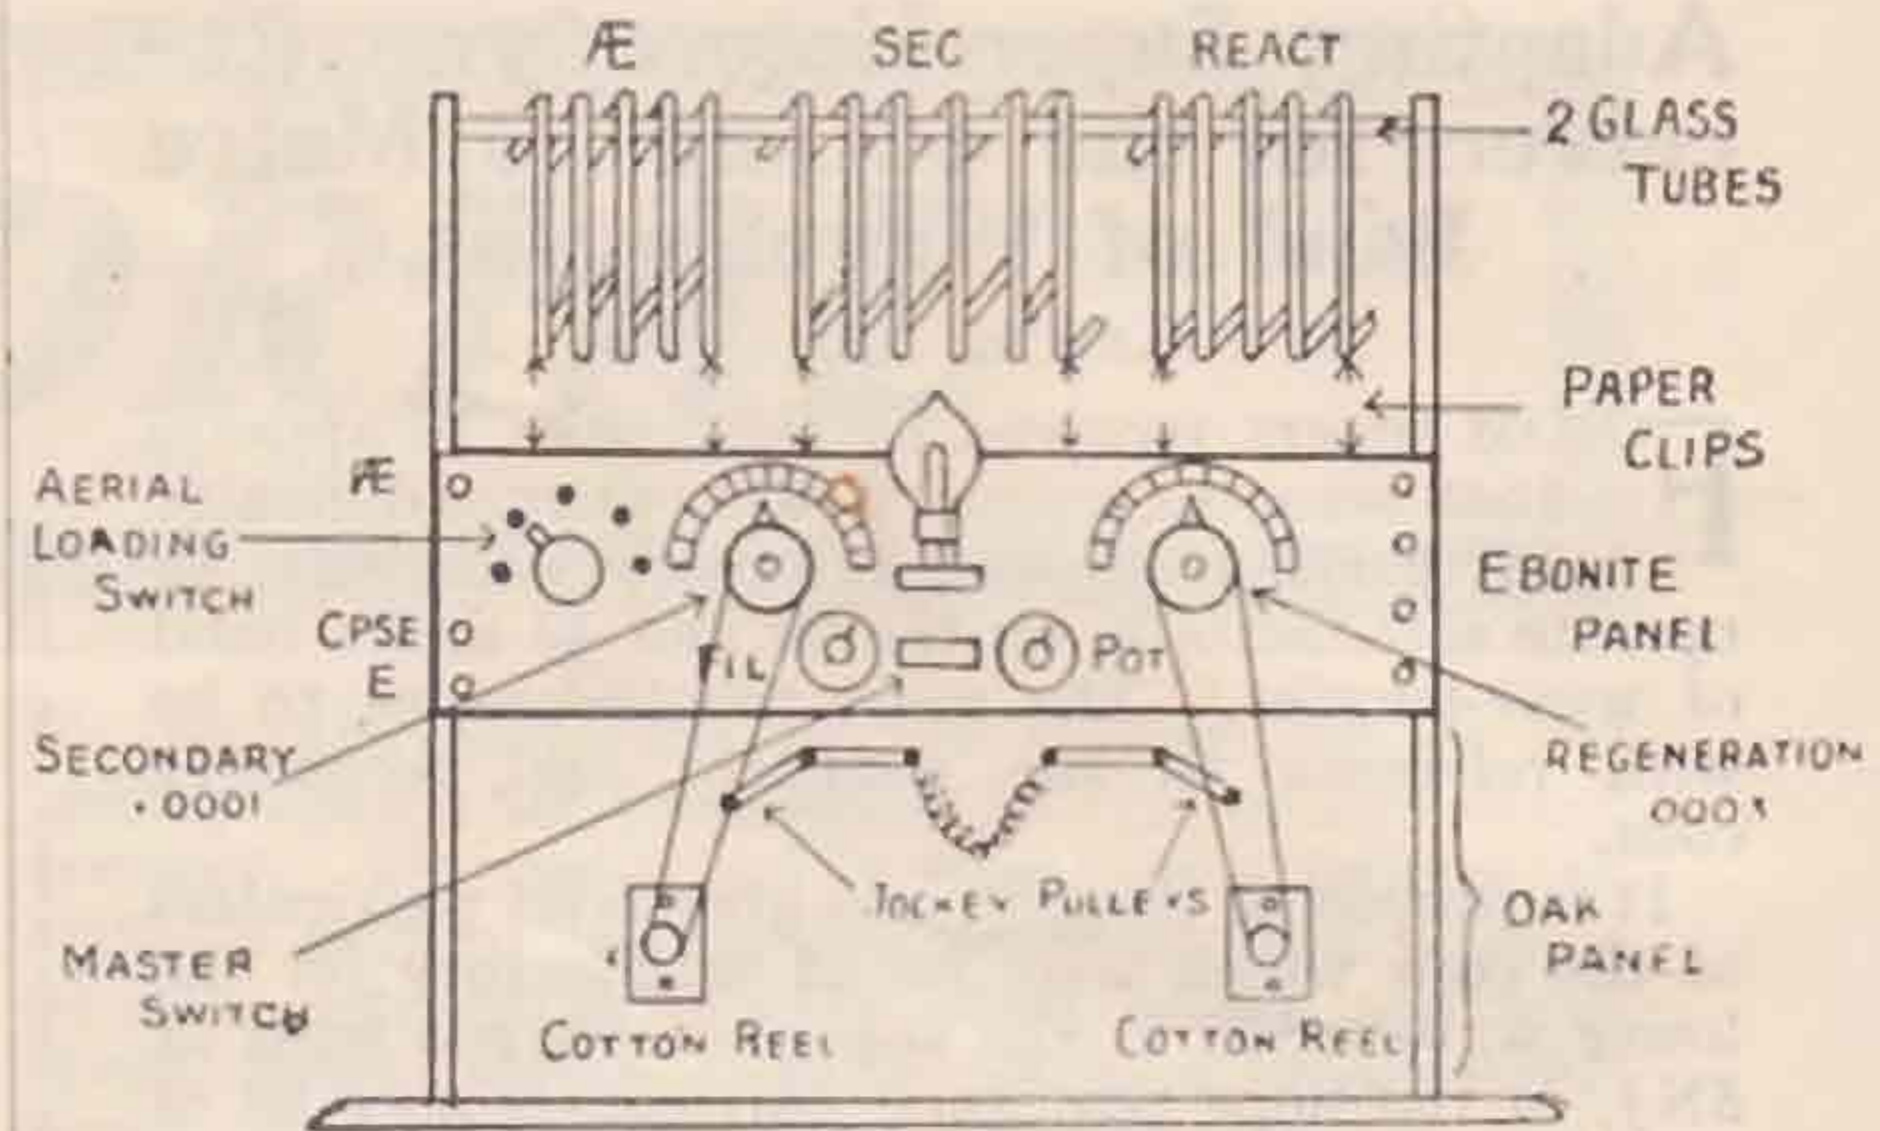 Æ
SEC
REACT
2 GLASS
TUBES
PAPER
CLIPS
AERIAL
LOADING
SWITCH
Æ
CPSE
E
EBONITE
PANEL
FIL
POT
SECONDARY
.0001
REGENERATION
JOCKEY PULLEYS
MASTER
SWITCH
OAK
PANEL
COTTON REEL
COTTON REEL